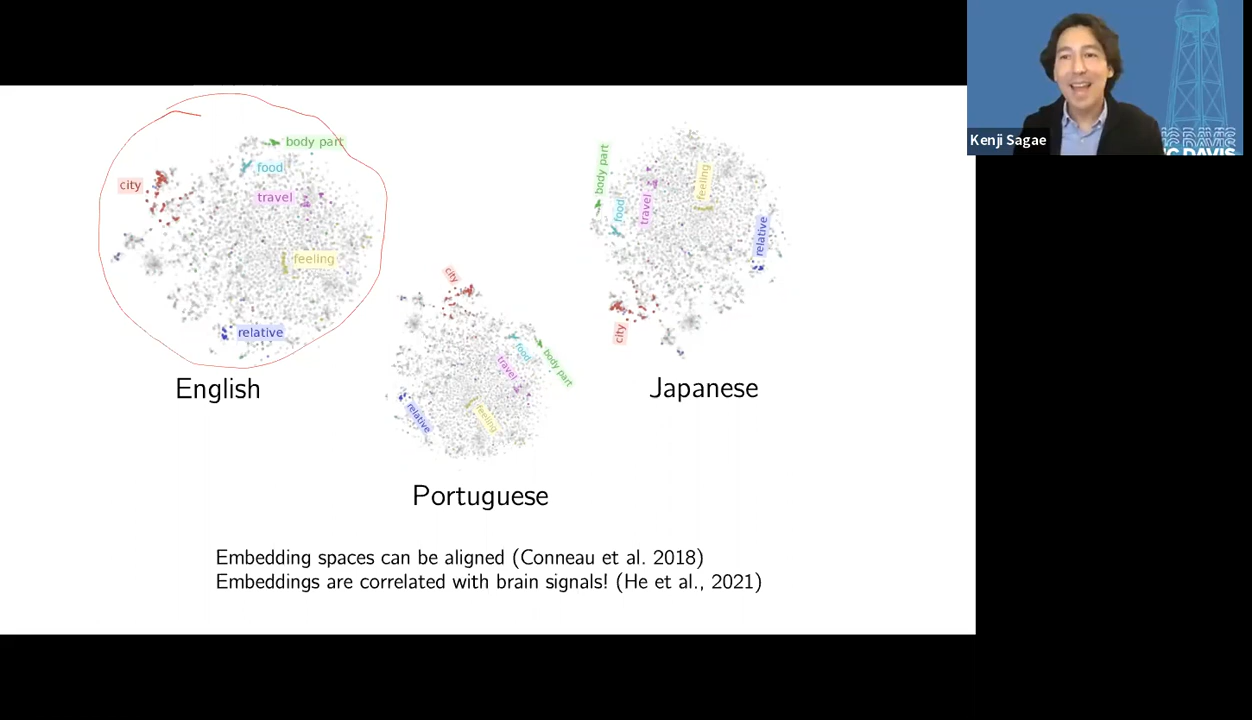 body part
food
city
travel
feeling
relative
English
city
food
body part
travel
relative
feeling
Portuguese
body part
food
travel
feeling
relative
city
Japanese
Embedding spaces can be aligned (Conneau et al. 2018)
Embeddings are correlated with brain signals! (He et al., 2021)
Kenji Sagae
UC DAVIS